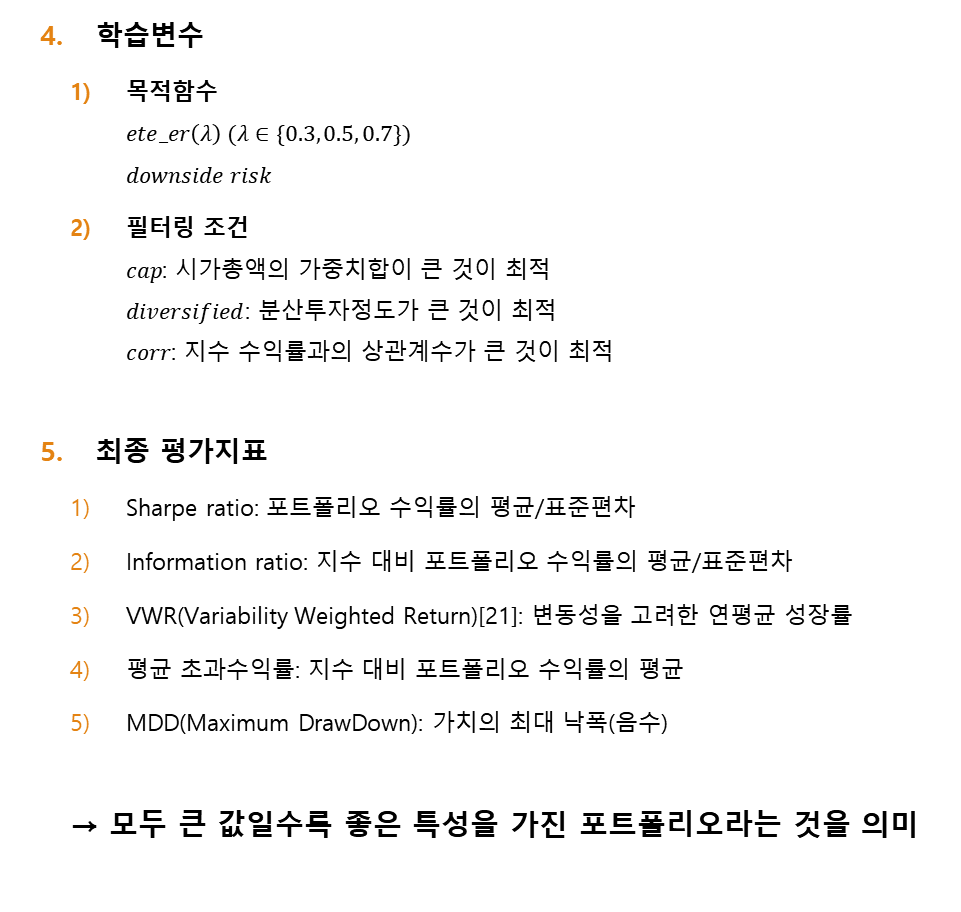 4. 학습변수
1) 목적함수
ete_er(λ) (λ ∈ {0.3, 0.5, 0.7})
downside risk
2) 필터링 조건
cap: 시가총액의 가중치합이 큰 것이 최적
diversified: 분산투자정도가 큰 것이 최적
corr: 지수 수익률과의 상관계수가 큰 것이 최적
5. 최종 평가지표
1) Sharpe ratio: 포트폴리오 수익률의 평균/표준편차
2) Information ratio: 지수 대비 포트폴리오 수익률의 평균/표준편차
3) VWR(Variability Weighted Return)[21]: 변동성을 고려한 연평균 성장률
4) 평균 초과수익률: 지수 대비 포트폴리오 수익률의 평균
5) MDD(Maximum DrawDown): 가치의 최대 낙폭(음수)
→ 모두 큰 값일수록 좋은 특성을 가진 포트폴리오라는 것을 의미